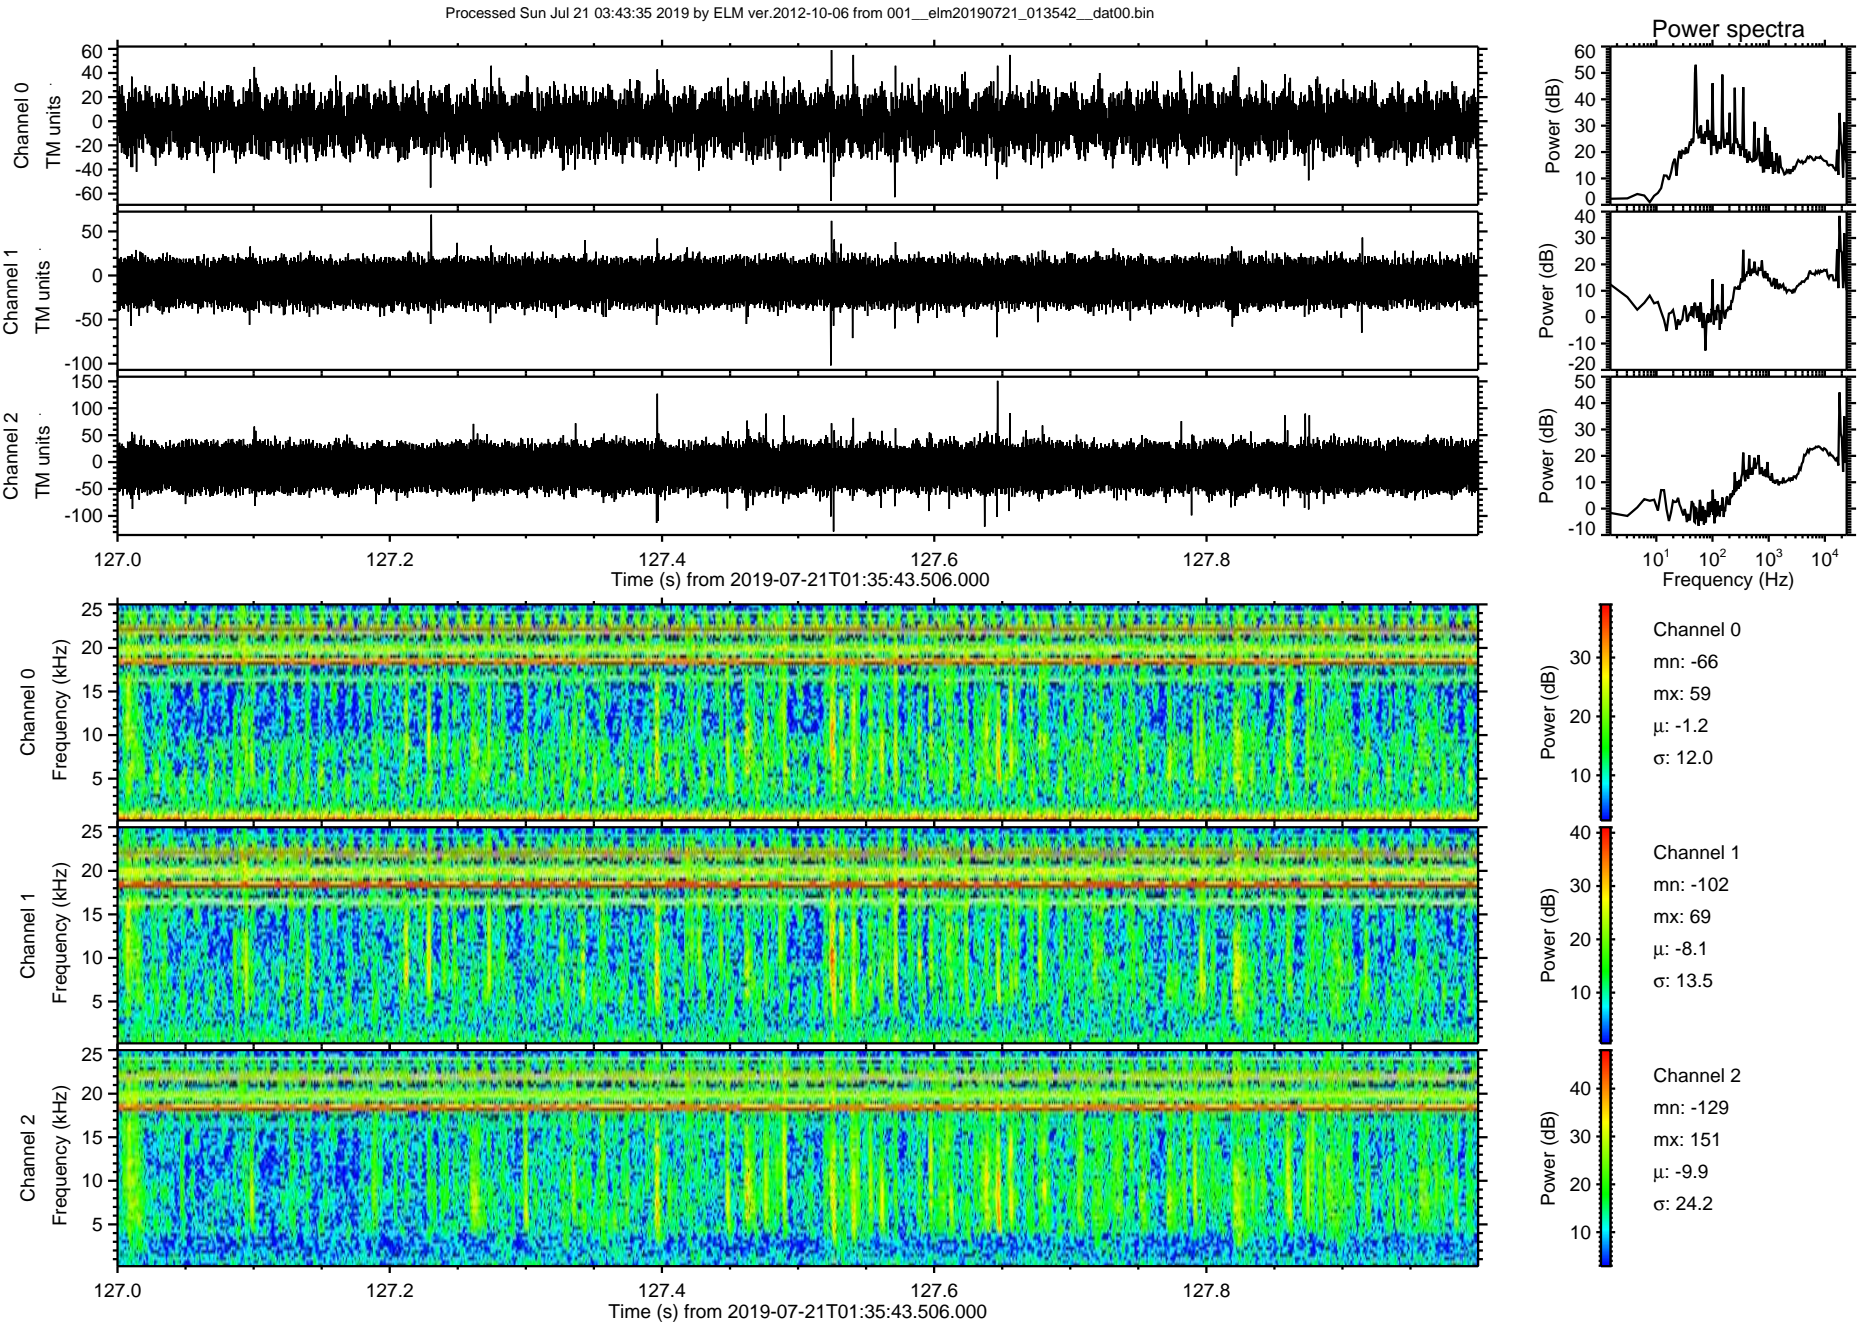 Processed Sun Jul 21 03:43:35 2019 by ELM ver.2012-10-06 from 001__elm20190721_013542__dat00.bin
Power spectra
Channel 0
TM units
60
40
20
0
-20
-40
-60
Power (dB)
60
50
40
30
20
10
0
Channel 1
TM units
50
0
-50
-100
Power (dB)
40
30
20
10
0
-10
-20
Channel 2
TM units
150
100
50
0
-50
-100
Power (dB)
50
40
30
20
10
0
-10
127.0 127.2 127.4 127.6 127.8
Time (s) from 2019-07-21T01:35:43.506.000
10¹ 10² 10³ 10⁴
Frequency (Hz)
Channel 0
Frequency (kHz)
25
20
15
10
5
Power (dB)
30
20
10
Channel 0
mn: -66
mx: 59
µ: -1.2
σ: 12.0
Channel 1
Frequency (kHz)
25
20
15
10
5
Power (dB)
40
30
20
10
Channel 1
mn: -102
mx: 69
µ: -8.1
σ: 13.5
Channel 2
Frequency (kHz)
25
20
15
10
5
Power (dB)
40
30
20
10
Channel 2
mn: -129
mx: 151
µ: -9.9
σ: 24.2
127.0 127.2 127.4 127.6 127.8
Time (s) from 2019-07-21T01:35:43.506.000